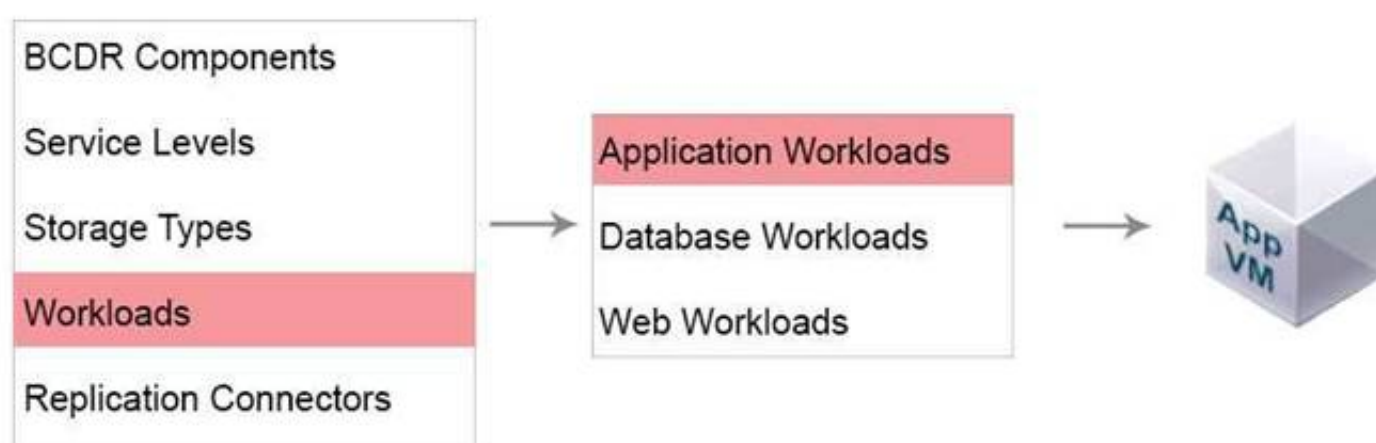 BCDR Components
Service Levels
Storage Types
Workloads
Replication Connectors
Application Workloads
Database Workloads
Web Workloads
App
VM